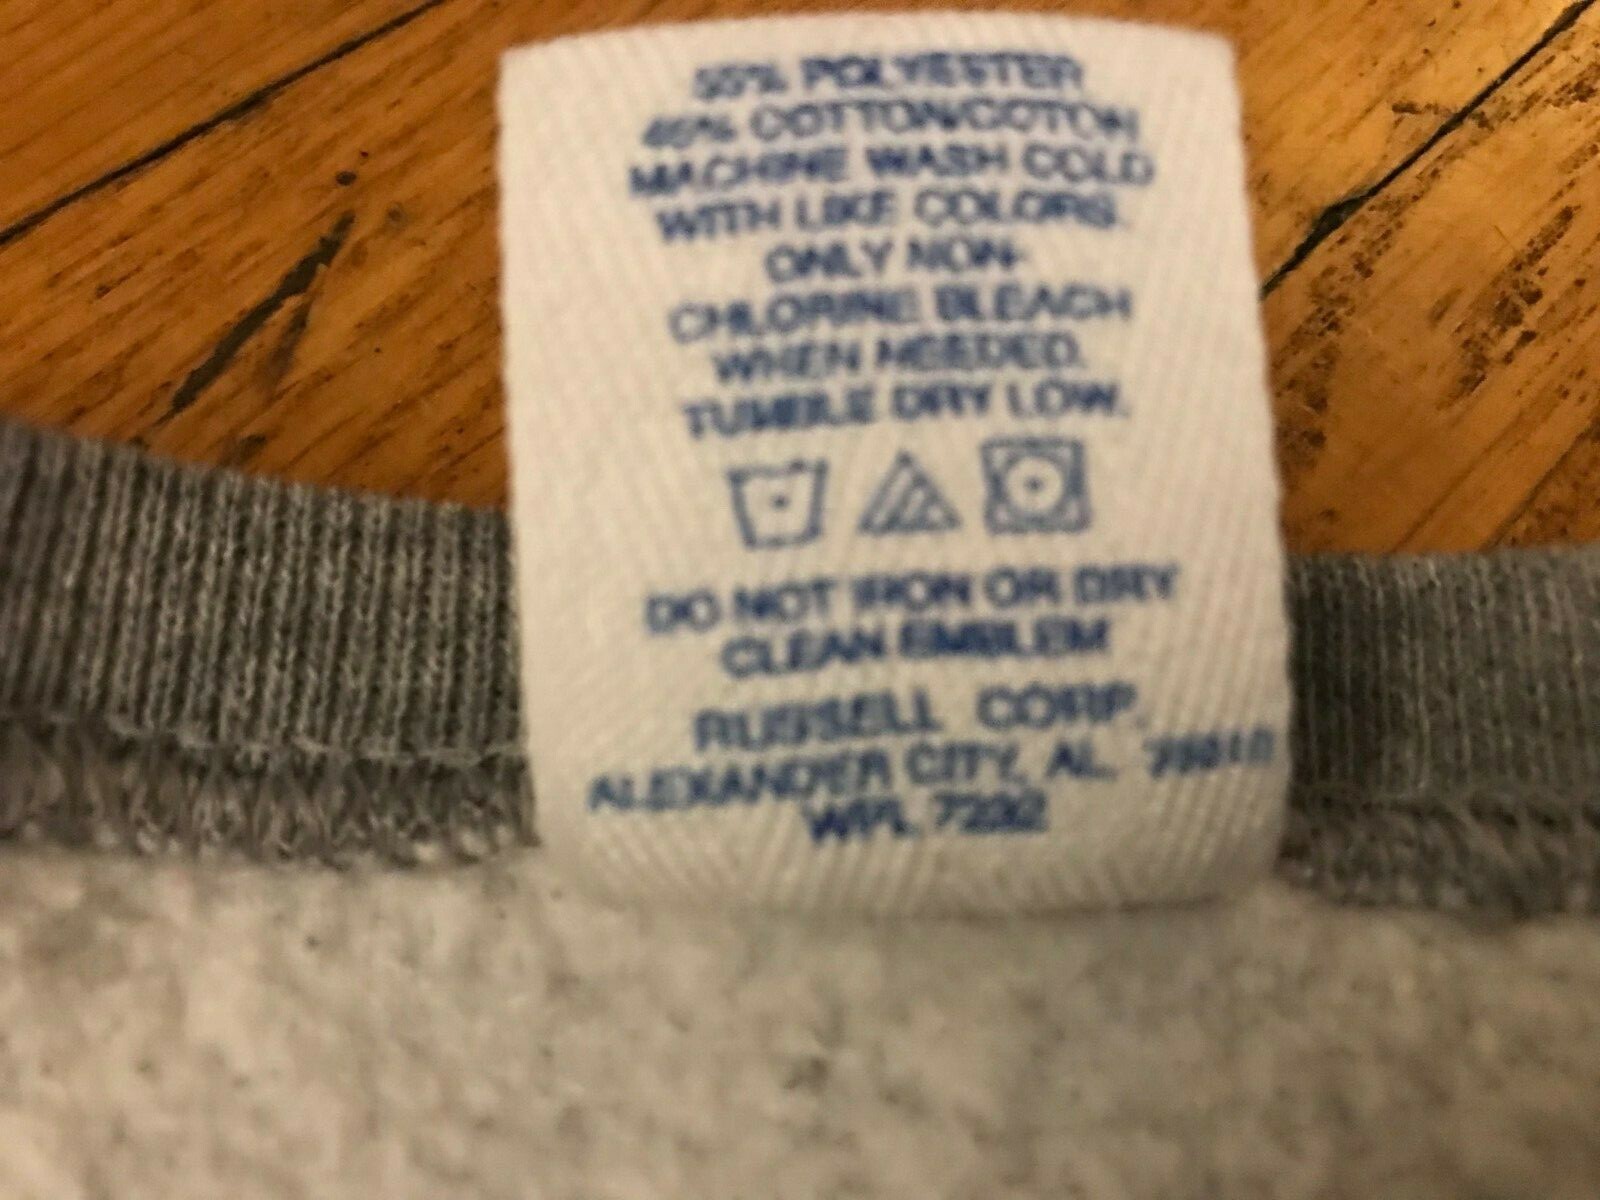 55% POLYESTER
45% COTTON/COTON
MACHINE WASH COLD
WITH LIKE COLORS.
ONLY NON-
CHLORINE BLEACH
WHEN NEEDED.
TUMBLE DRY LOW.
DO NOT IRON OR DRY
CLEAN EMBLEM
RUSSELL CORP.
ALEXANDER CITY, AL.
WPL